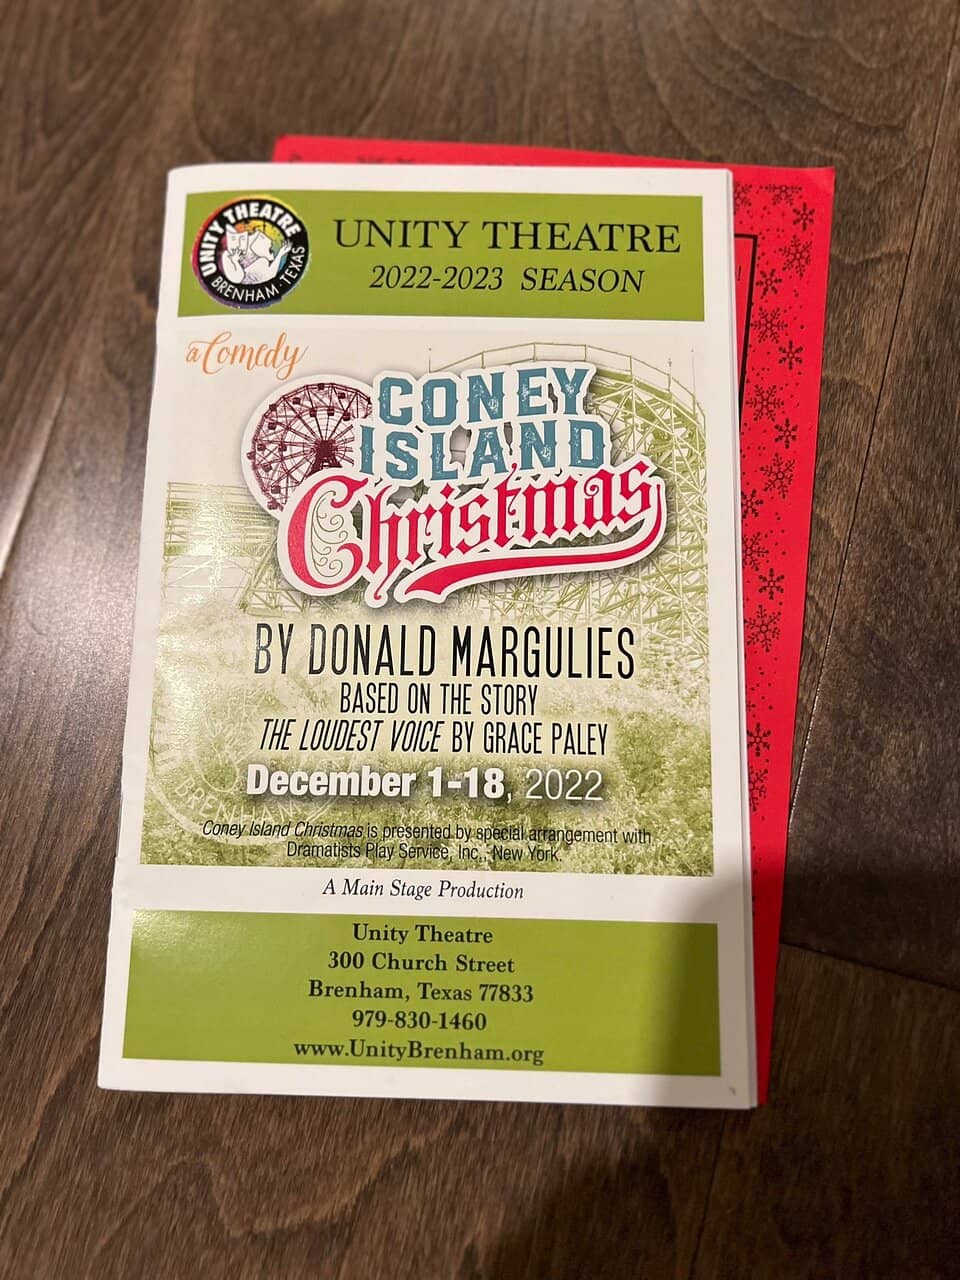 UNITY THEATRE
BRENHAM · TEXAS
UNITY THEATRE
2022-2023 SEASON
a Comedy
CONEY
ISLAND
Christmas
BY DONALD MARGULIES
BASED ON THE STORY
THE LOUDEST VOICE BY GRACE PALEY
December 1-18, 2022
Coney Island Christmas is presented by special arrangement with
Dramatists Play Service, Inc., New York.
A Main Stage Production
Unity Theatre
300 Church Street
Brenham, Texas 77833
979-830-1460
www.UnityBrenham.org